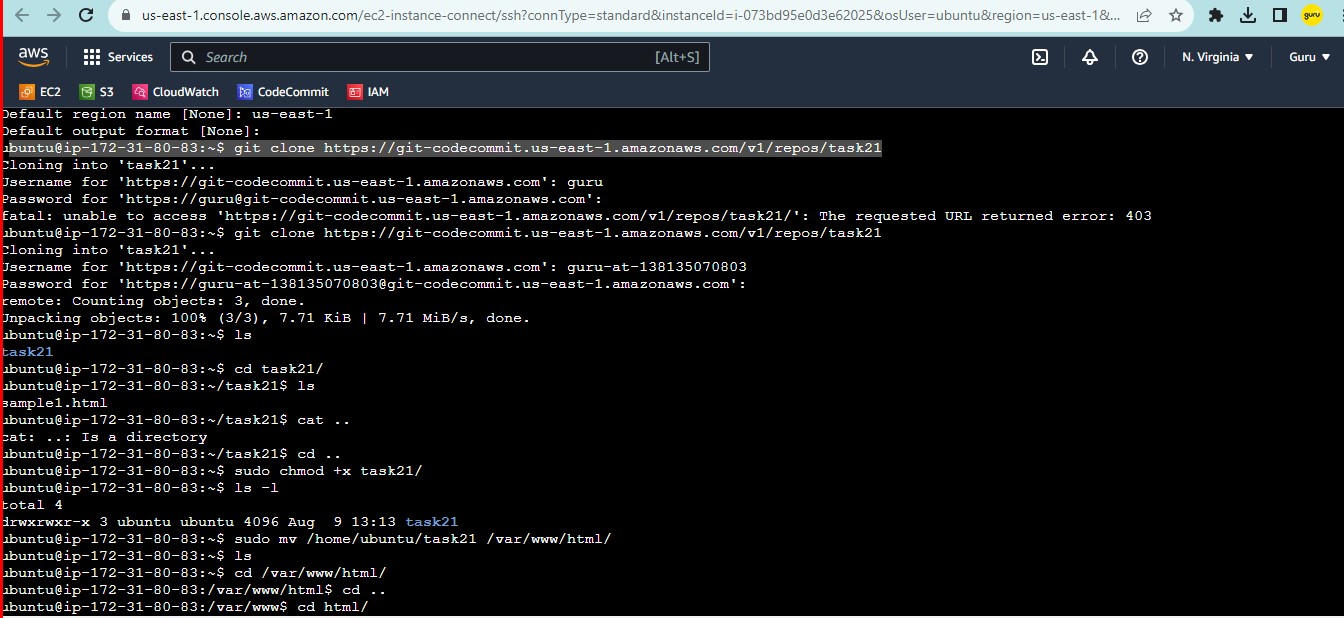 us-east-1.console.aws.amazon.com/ec2-instance-connect/ssh?connType=standard&instanceId=i-073bd95e0d3e62025&osUser=ubuntu&region=us-east-1&...
guru
aws
Services
Search
[Alt+S]
N. Virginia
Guru
EC2
S3
CloudWatch
CodeCommit
IAM
Default region name [None]: us-east-1
Default output format [None]:
ubuntu@ip-172-31-80-83:~$ git clone https://git-codecommit.us-east-1.amazonaws.com/v1/repos/task21
Cloning into 'task21'...
Username for 'https://git-codecommit.us-east-1.amazonaws.com': guru
Password for 'https://guru@git-codecommit.us-east-1.amazonaws.com':
fatal: unable to access 'https://git-codecommit.us-east-1.amazonaws.com/v1/repos/task21/': The requested URL returned error: 403
ubuntu@ip-172-31-80-83:~$ git clone https://git-codecommit.us-east-1.amazonaws.com/v1/repos/task21
Cloning into 'task21'...
Username for 'https://git-codecommit.us-east-1.amazonaws.com': guru-at-138135070803
Password for 'https://guru-at-138135070803@git-codecommit.us-east-1.amazonaws.com':
remote: Counting objects: 3, done.
Unpacking objects: 100% (3/3), 7.71 KiB | 7.71 MiB/s, done.
ubuntu@ip-172-31-80-83:~$ ls
task21
ubuntu@ip-172-31-80-83:~$ cd task21/
ubuntu@ip-172-31-80-83:~/task21$ ls
sample1.html
ubuntu@ip-172-31-80-83:~/task21$ cat ..
cat: ..: Is a directory
ubuntu@ip-172-31-80-83:~/task21$ cd ..
ubuntu@ip-172-31-80-83:~$ sudo chmod +x task21/
ubuntu@ip-172-31-80-83:~$ ls -l
total 4
drwxrwxr-x 3 ubuntu ubuntu 4096 Aug  9 13:13 task21
ubuntu@ip-172-31-80-83:~$ sudo mv /home/ubuntu/task21 /var/www/html/
ubuntu@ip-172-31-80-83:~$ ls
ubuntu@ip-172-31-80-83:~$ cd /var/www/html/
ubuntu@ip-172-31-80-83:/var/www/html$ cd ..
ubuntu@ip-172-31-80-83:/var/www$ cd html/